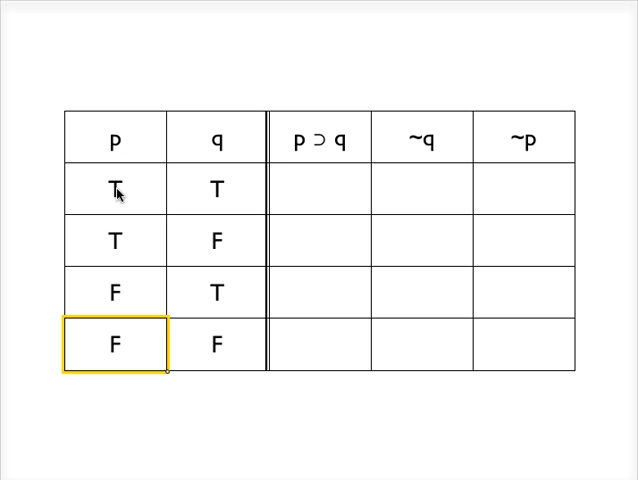 p q p ⊃ q ~q ~p
T T
T F
F T
F F